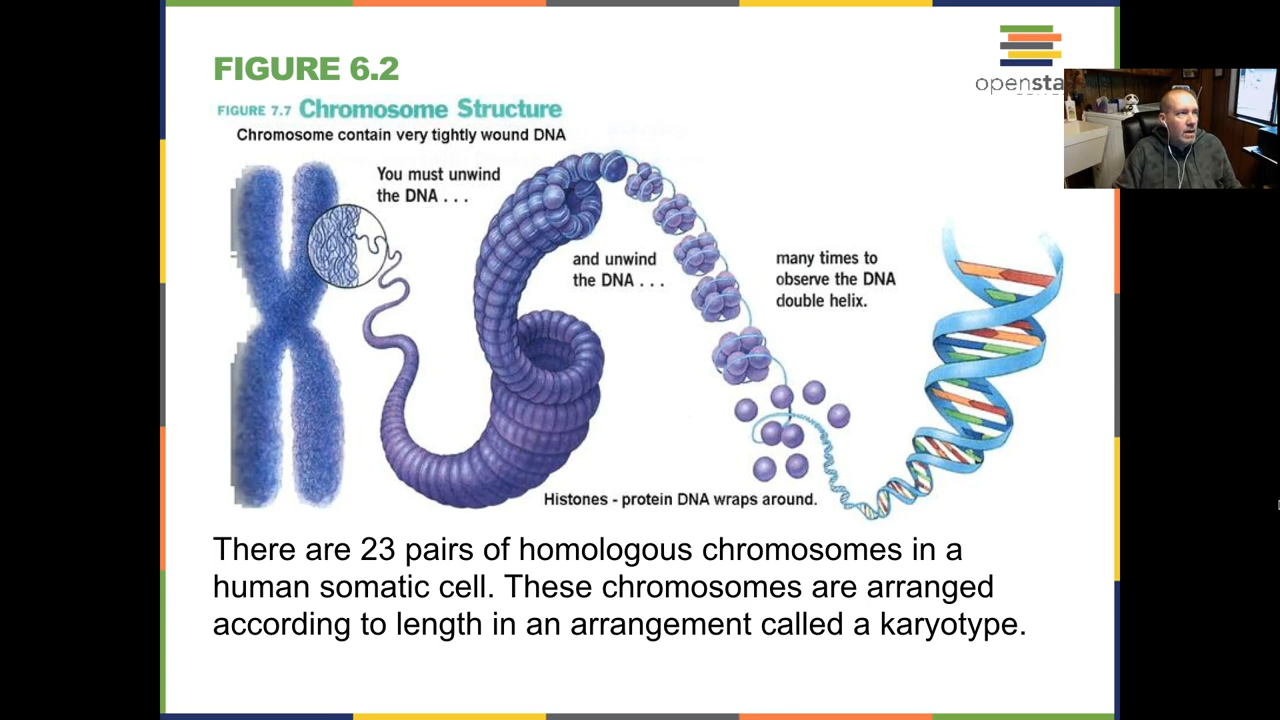 FIGURE 6.2
opensta
FIGURE 7.7 Chromosome Structure
Chromosome contain very tightly wound DNA
You must unwind
the DNA . . .
and unwind
the DNA . . .
many times to
observe the DNA
double helix.
Histones - protein DNA wraps around.
There are 23 pairs of homologous chromosomes in a
human somatic cell. These chromosomes are arranged
according to length in an arrangement called a karyotype.